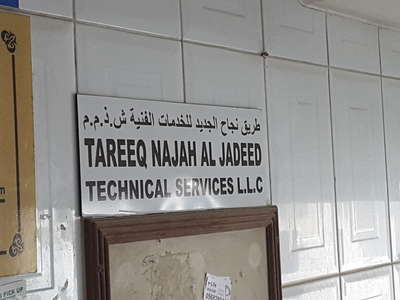 طريق نجاح الجديد للخدمات الفنية ش.ذ.م.م
TAREEQ NAJAH AL JADEED
TECHNICAL SERVICES L.L.C